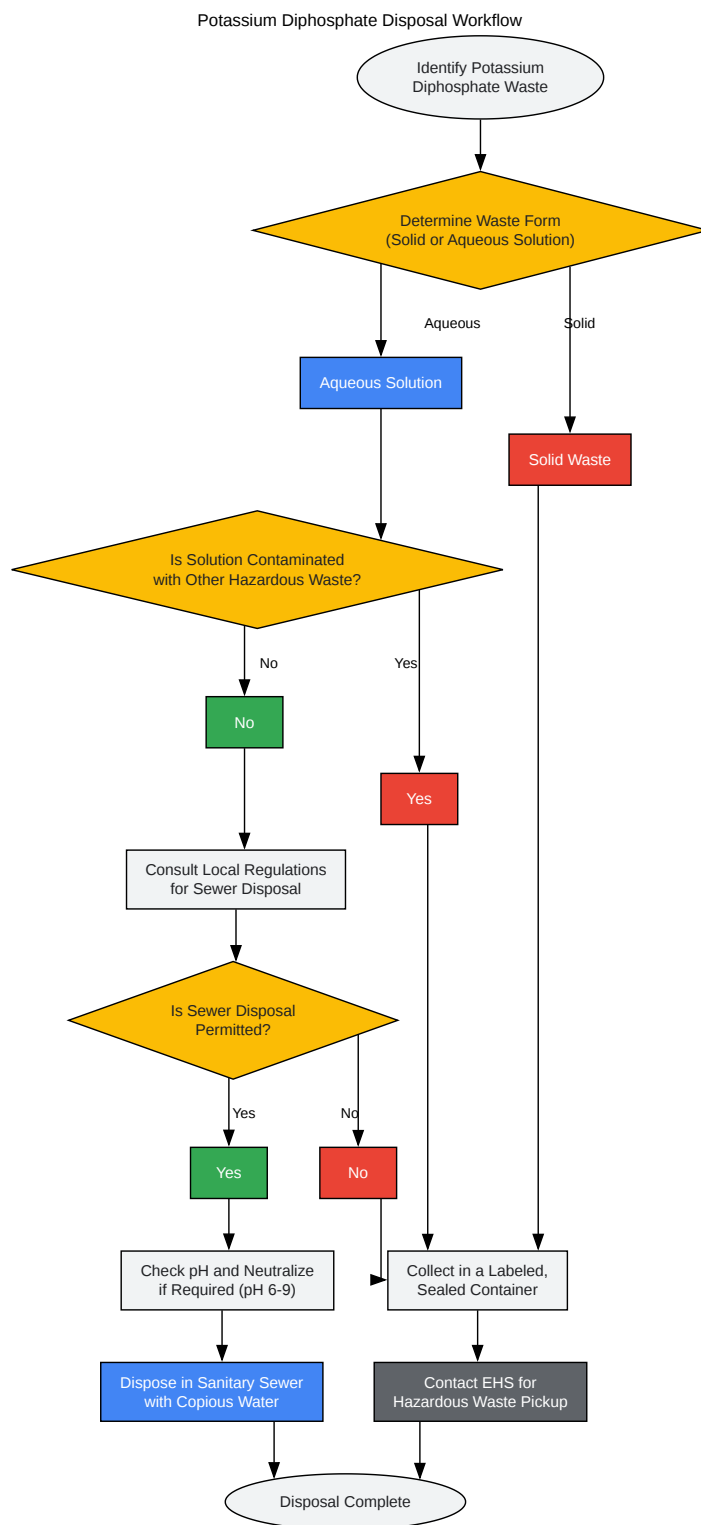 Potassium Diphosphate Disposal Workflow
Identify Potassium
Diphosphate Waste
Determine Waste Form
(Solid or Aqueous Solution)
Aqueous
Solid
Aqueous Solution
Solid Waste
Is Solution Contaminated
with Other Hazardous Waste?
No
Yes
No
Yes
Consult Local Regulations
for Sewer Disposal
Is Sewer Disposal
Permitted?
Yes
No
Yes
No
Check pH and Neutralize
if Required (pH 6-9)
Collect in a Labeled,
Sealed Container
Dispose in Sanitary Sewer
with Copious Water
Contact EHS for
Hazardous Waste Pickup
Disposal Complete